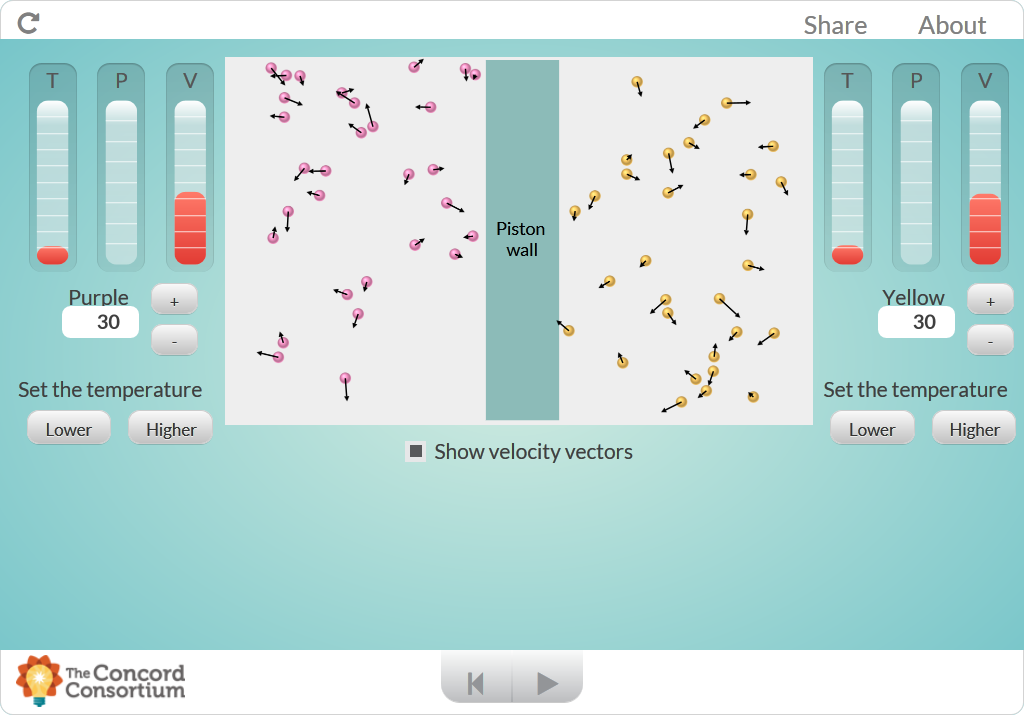 Share
About
T P V
T P V
Piston
wall
Purple
+
30
-
Set the temperature
Lower
Higher
Yellow
+
30
-
Set the temperature
Lower
Higher
Show velocity vectors
The Concord
Consortium